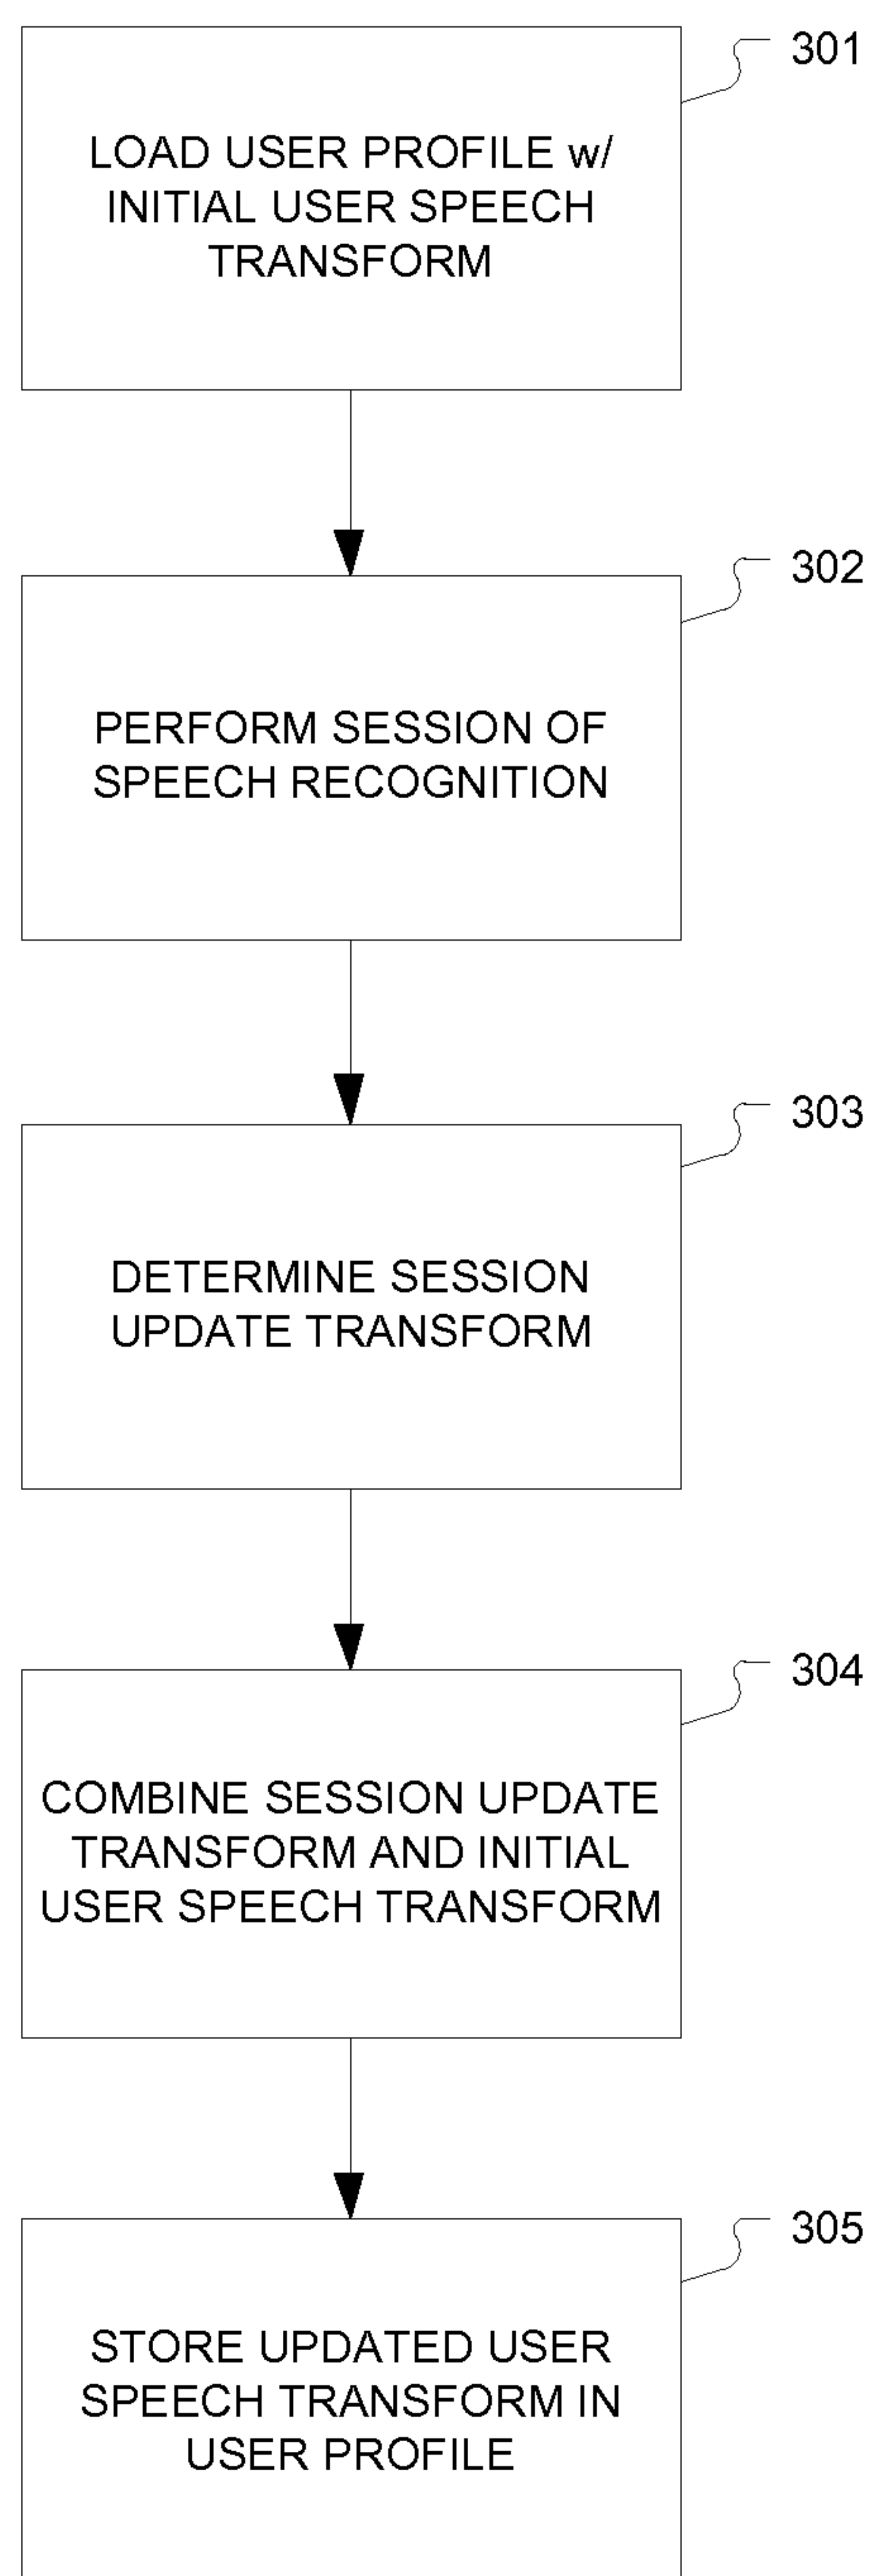 301
LOAD USER PROFILE w/
INITIAL USER SPEECH
TRANSFORM
302
PERFORM SESSION OF
SPEECH RECOGNITION
303
DETERMINE SESSION
UPDATE TRANSFORM
304
COMBINE SESSION UPDATE
TRANSFORM AND INITIAL
USER SPEECH TRANSFORM
305
STORE UPDATED USER
SPEECH TRANSFORM IN
USER PROFILE